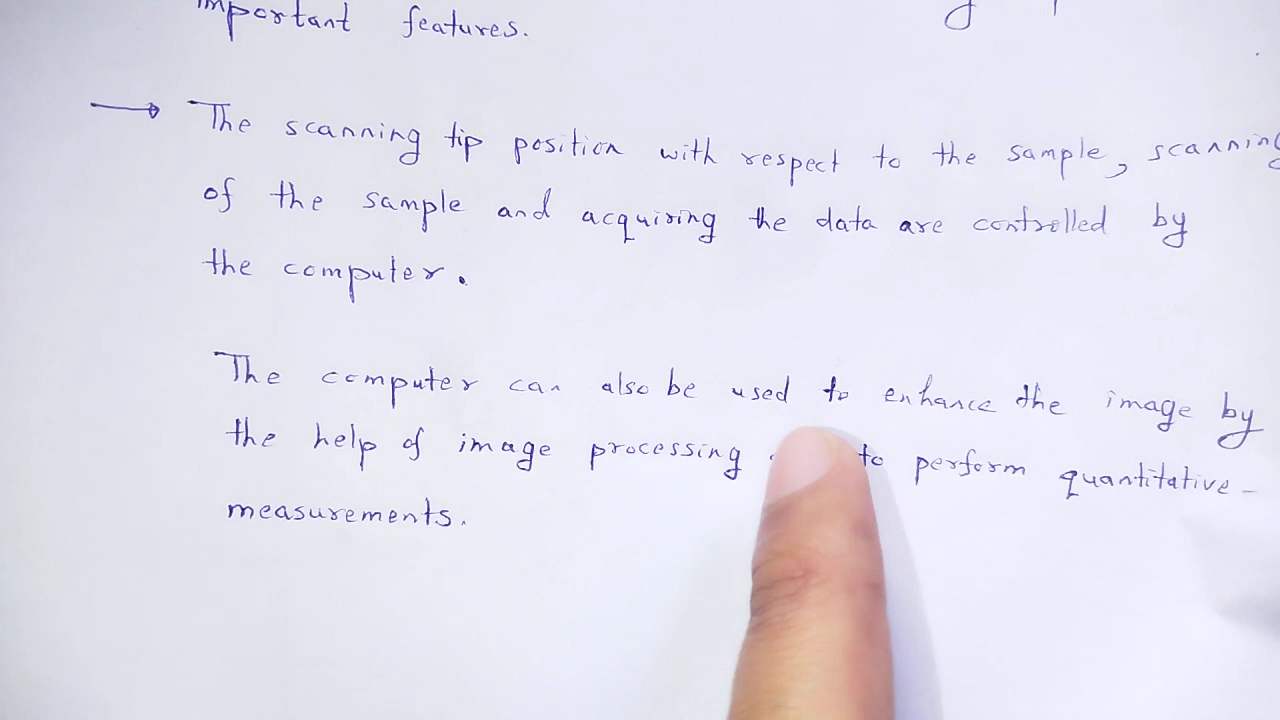 important features.
→ The scanning tip position with respect to the sample, scanning
of the sample and acquiring the data are controlled by
the computer.
The computer can also be used to enhance the image by
the help of image processing to perform quantitative -
measurements.